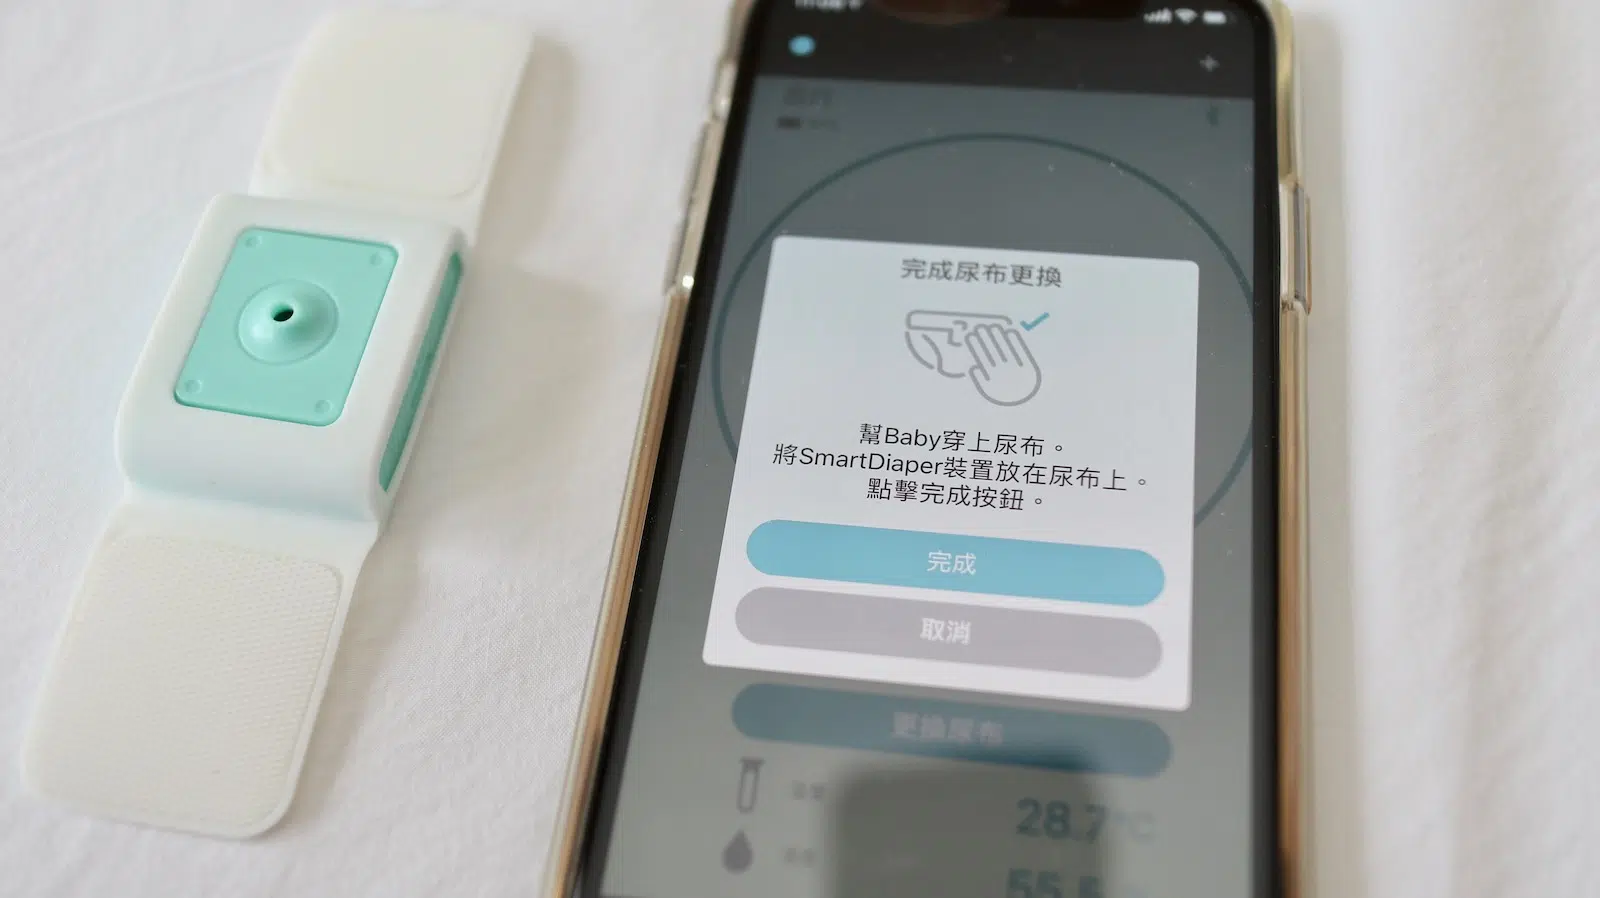 完成尿布更換
幫Baby穿上尿布。
將SmartDiaper裝置放在尿布上。
點擊完成按鈕。
完成
取消
更換尿布
28.7°C
55.5